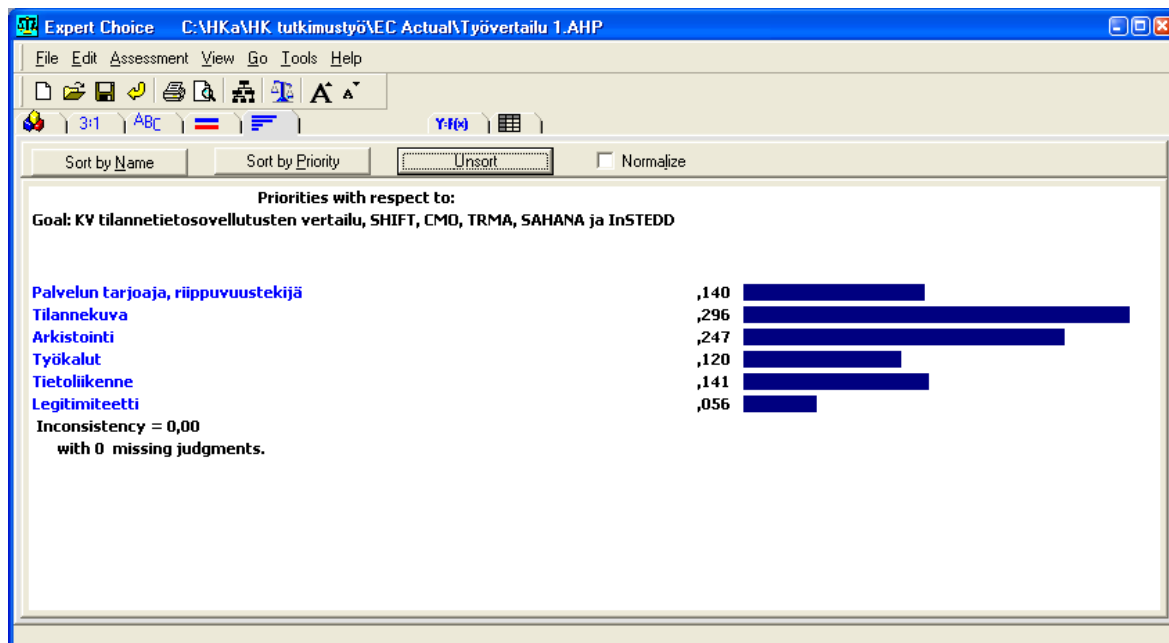 Expert Choice C:\HKa\HK tutkimustyö\EC Actual\Työvertailu 1.AHP
File Edit Assessment View Go Tools Help
A A
3:1 ABC Y=F(x)
Sort by Name Sort by Priority Unsort Normalize
Priorities with respect to:
Goal: KV tilannetietosovellutusten vertailu, SHIFT, CMO, TRMA, SAHANA ja InSTEDD
Palvelun tarjoaja, riippuvuustekijä ,140
Tilannekuva ,296
Arkistointi ,247
Työkalut ,120
Tietoliikenne ,141
Legitimiteetti ,056
Inconsistency = 0,00
with 0 missing judgments.